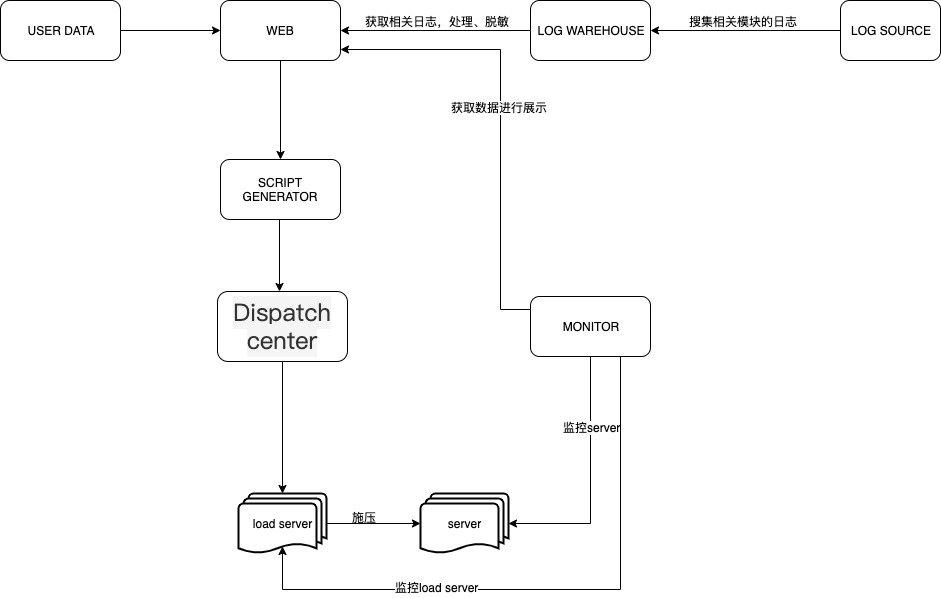 USER DATA
WEB
获取相关日志，处理、脱敏
LOG WAREHOUSE
搜集相关模块的日志
LOG SOURCE
获取数据进行展示
SCRIPT
GENERATOR
Dispatch
center
MONITOR
监控server
load server
施压
server
监控load server